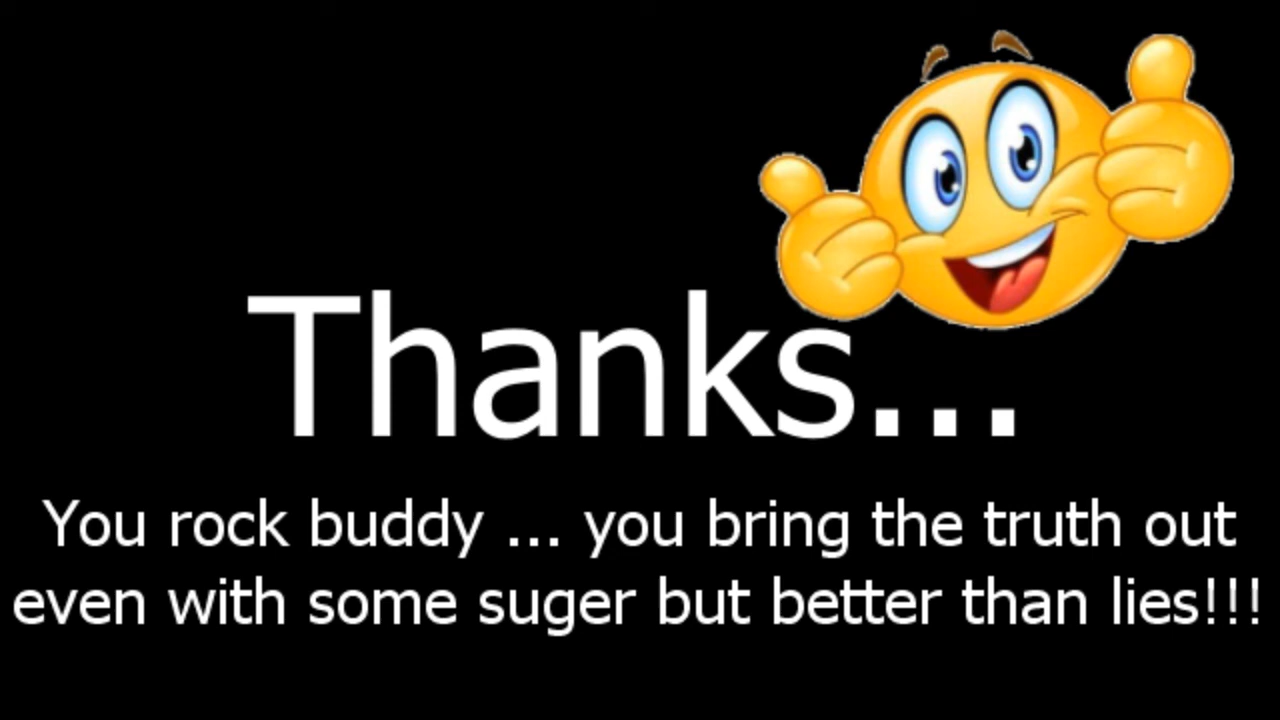 Thanks...
You rock buddy ... you bring the truth out
even with some suger but better than lies!!!